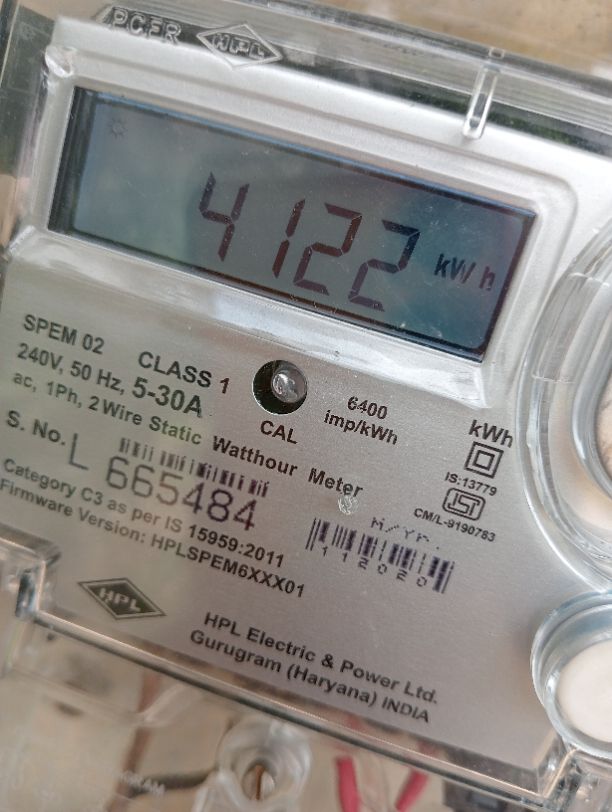 PCER HPL
4122 kWh
SPEM 02 CLASS 1
240V, 50 Hz, 5-30A
ac, 1Ph, 2Wire Static Watthour Meter
CAL
6400
imp/kWh
kWh
IS:13779
ISI
CM/L-9190783
S. No. L 665484
M/Yr.
112020
Category C3 as per IS 15959:2011
Firmware Version: HPLSPEM6XXX01
HPL
HPL Electric & Power Ltd.
Gurugram (Haryana) INDIA